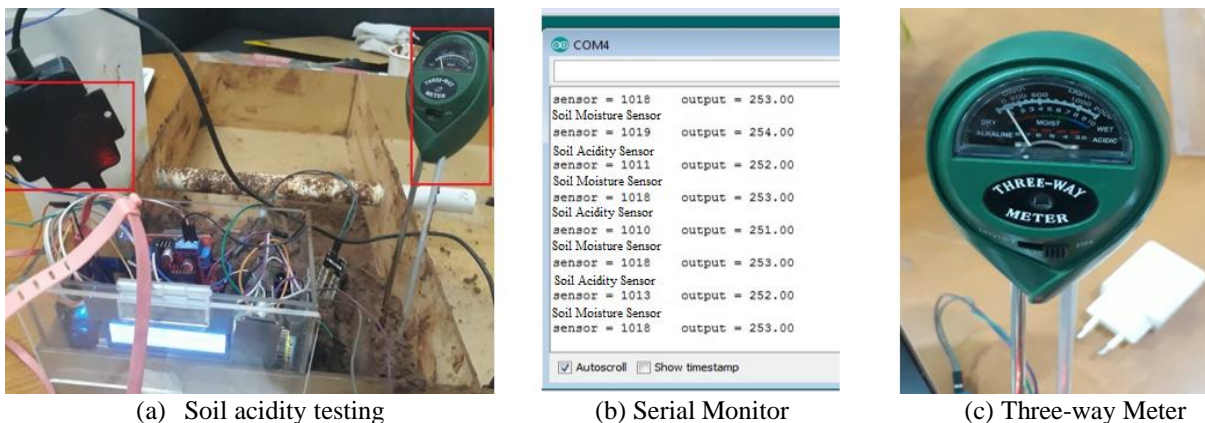 THREE-WAY
METER
COM4
sensor = 1018 output = 253.00
Soil Moisture Sensor
sensor = 1019 output = 254.00
Soil Acidity Sensor
sensor = 1011 output = 252.00
Soil Moisture Sensor
sensor = 1018 output = 253.00
Soil Acidity Sensor
sensor = 1010 output = 251.00
Soil Moisture Sensor
sensor = 1018 output = 253.00
Soil Acidity Sensor
sensor = 1013 output = 252.00
Soil Moisture Sensor
sensor = 1018 output = 253.00
Autoscroll Show timestamp
LIGHT
1000 2000
DRY MOIST WET
ALKALINE ACIDIC
THREE-WAY
METER
(a) Soil acidity testing
(b) Serial Monitor
(c) Three-way Meter